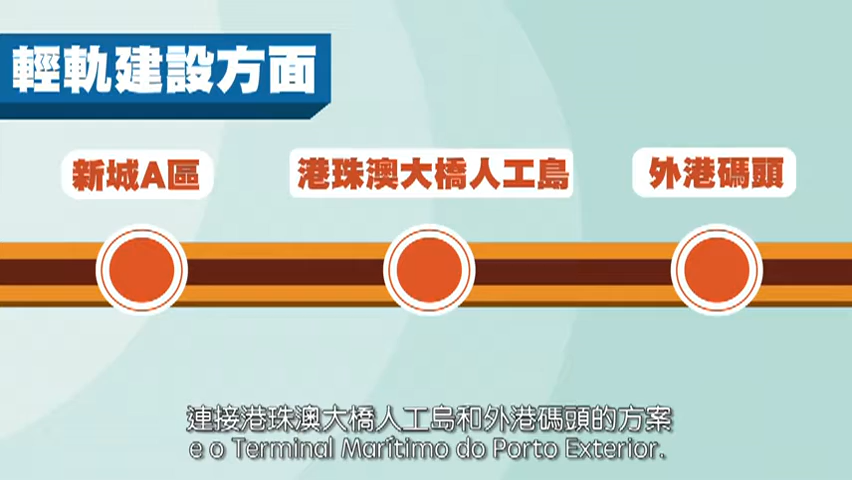 輕軌建設方面
新城A區
港珠澳大橋人工島
外港碼頭
連接港珠澳大橋人工島和外港碼頭的方案
e o Terminal Marítimo do Porto Exterior.